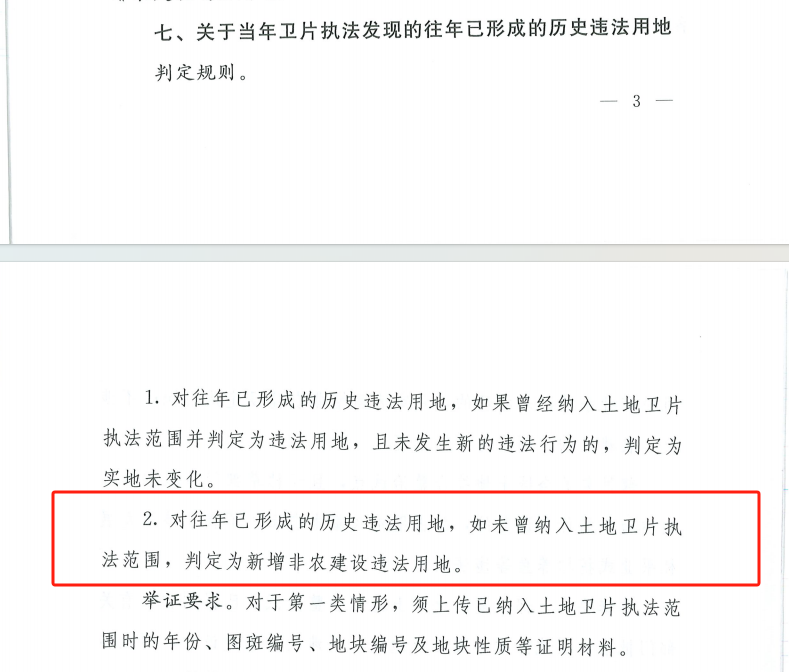 七、关于当年卫片执法发现的往年已形成的历史违法用地
判定规则。
— 3 —
1. 对往年已形成的历史违法用地，如果曾经纳入土地卫片
执法范围并判定为违法用地，且未发生新的违法行为的，判定为
实地未变化。
2. 对往年已形成的历史违法用地，如未曾纳入土地卫片执
法范围，判定为新增非农建设违法用地。
举证要求。对于第一类情形，须上传已纳入土地卫片执法范
围时的年份、图斑编号、地块编号及地块性质等证明材料。